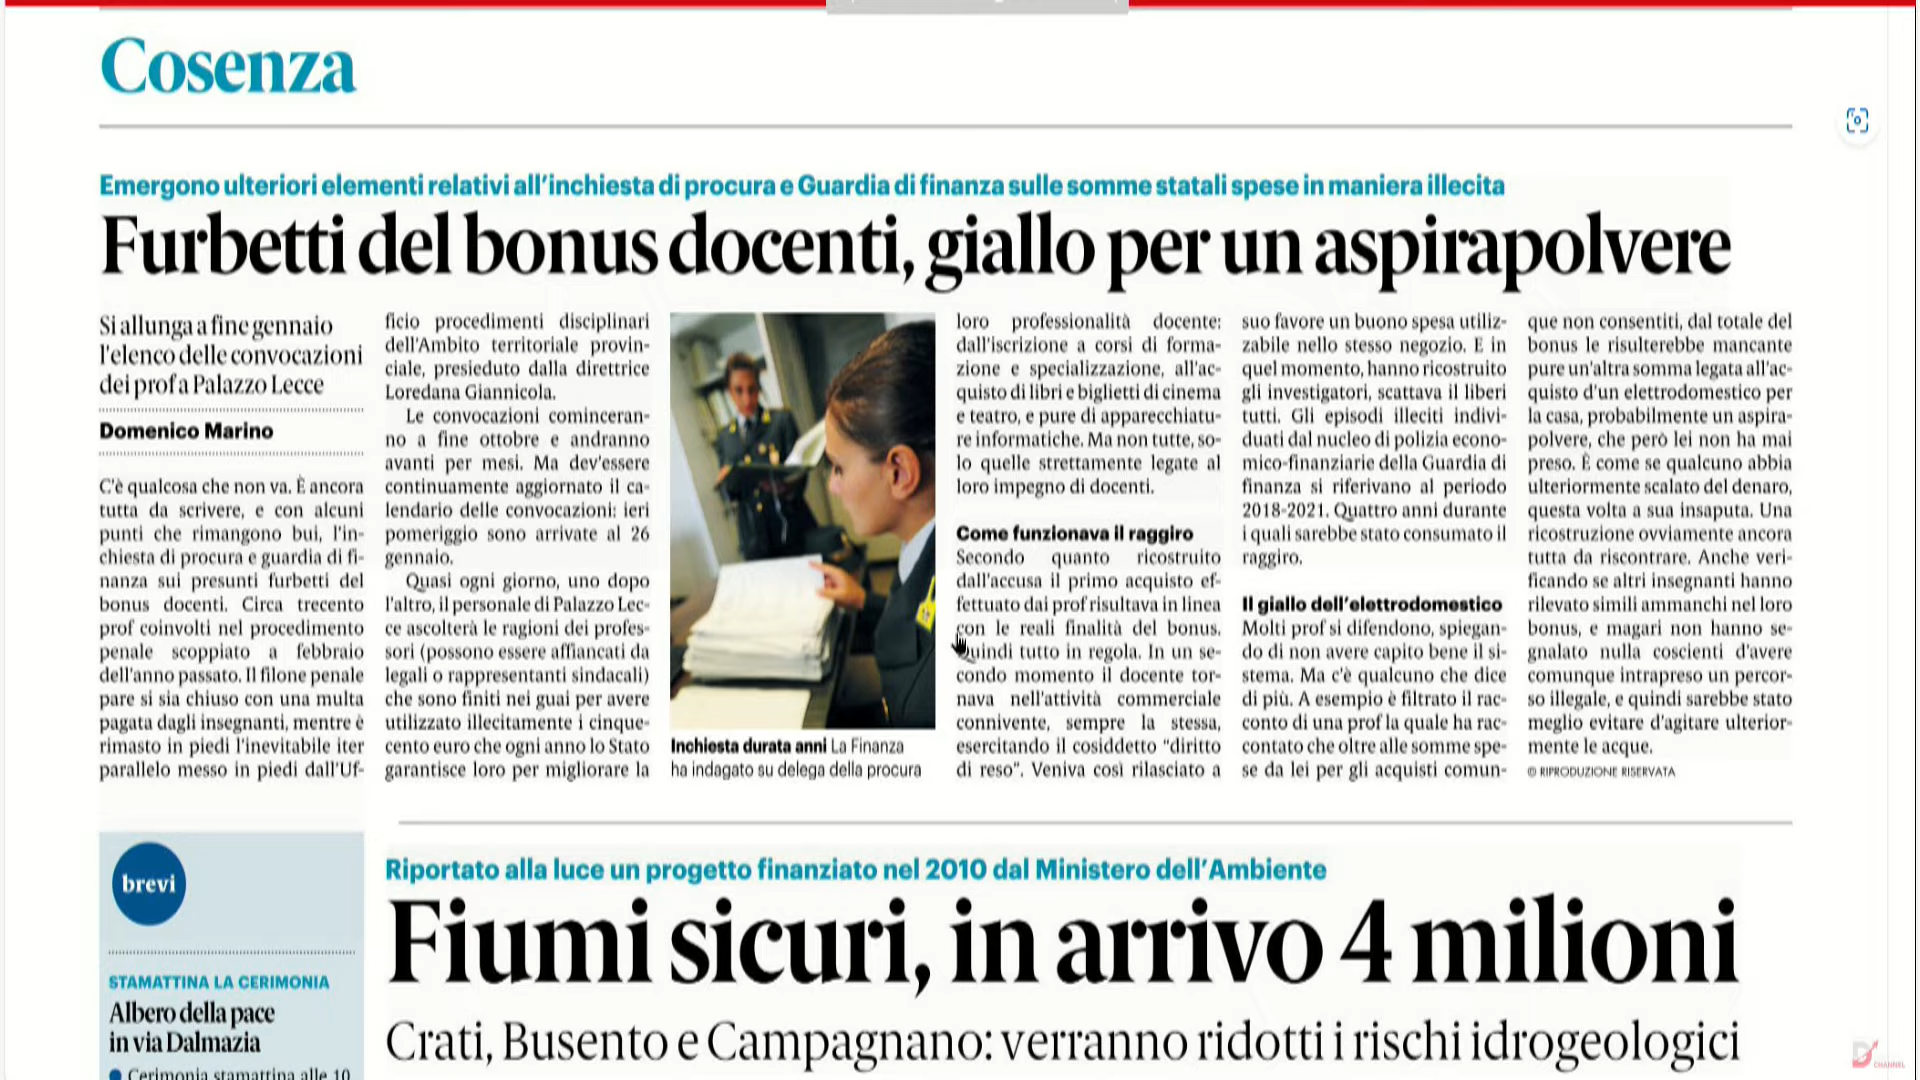 Cosenza
Emergono ulteriori elementi relativi all'inchiesta di procura e Guardia di finanza sulle somme statali spese in maniera illecita
Furbetti del bonus docenti, giallo per un aspirapolvere
Si allunga a fine gennaio
l'elenco delle convocazioni
dei prof a Palazzo Lecce
Domenico Marino
C'è qualcosa che non va. È ancora
tutta da scrivere, e con alcuni
punti che rimangono bui, l'in-
chiesta di procura e guardia di fi-
nanza sui presunti furbetti del
bonus docenti. Circa trecento
prof coinvolti nel procedimento
penale scoppiato a febbraio
dell'anno passato. Il filone penale
pare si sia chiuso con una multa
pagata dagli insegnanti, mentre è
rimasto in piedi l'inevitabile iter
parallelo messo in piedi dall'Uf-
ficio procedimenti disciplinari
dell'Ambito territoriale provin-
ciale, presieduto dalla direttrice
Loredana Giannicola.
Le convocazioni cominceran-
no a fine ottobre e andranno
avanti per mesi. Ma dev'essere
continuamente aggiornato il ca-
lendario delle convocazioni: ieri
pomeriggio sono arrivate al 26
gennaio.
Quasi ogni giorno, uno dopo
l'altro, il personale di Palazzo Lec-
ce ascolterà le ragioni dei profes-
sori (possono essere affiancati da
legali o rappresentanti sindacali)
che sono finiti nei guai per avere
utilizzato illecitamente i cinque-
cento euro che ogni anno lo Stato
garantisce loro per migliorare la
Inchiesta durata anni La Finanza
ha indagato su delega della procura
loro professionalità docente:
dall'iscrizione a corsi di forma-
zione e specializzazione, all'ac-
quisto di libri e biglietti di cinema
e teatro, e pure di apparecchiatu-
re informatiche. Ma non tutte, so-
lo quelle strettamente legate al
loro impegno di docenti.
Come funzionava il raggiro
Secondo quanto ricostruito
dall'accusa il primo acquisto ef-
fettuato dai prof risultava in linea
con le reali finalità del bonus.
Quindi tutto in regola. In un se-
condo momento il docente tor-
nava nell'attività commerciale
connivente, sempre la stessa,
esercitando il cosiddetto "diritto
di reso". Veniva così rilasciato a
suo favore un buono spesa utiliz-
zabile nello stesso negozio. E in
quel momento, hanno ricostruito
gli investigatori, scattava il liberi
tutti. Gli episodi illeciti indivi-
duati dal nucleo di polizia econo-
mico-finanziarie della Guardia di
finanza si riferivano al periodo
2018-2021. Quattro anni durante
i quali sarebbe stato consumato il
raggiro.
Il giallo dell'elettrodomestico
Molti prof si difendono, spiegan-
do di non avere capito bene il si-
stema. Ma c'è qualcuno che dice
di più. A esempio è filtrato il rac-
conto di una prof la quale ha rac-
contato che oltre alle somme spe-
se da lei per gli acquisti comun-
que non consentiti, dal totale del
bonus le risulterebbe mancante
pure un'altra somma legata all'ac-
quisto d'un elettrodomestico per
la casa, probabilmente un aspira-
polvere, che però lei non ha mai
preso. È come se qualcuno abbia
ulteriormente scalato del denaro,
questa volta a sua insaputa. Una
ricostruzione ovviamente ancora
tutta da riscontrare. Anche veri-
ficando se altri insegnanti hanno
rilevato simili ammanchi nel loro
bonus, e magari non hanno se-
gnalato nulla coscienti d'avere
comunque intrapreso un percor-
so illegale, e quindi sarebbe stato
meglio evitare d'agitare ulterior-
mente le acque.
© RIPRODUZIONE RISERVATA
brevi
STAMATTINA LA CERIMONIA
Albero della pace
in via Dalmazia
Cerimonia stamattina alle 10
Riportato alla luce un progetto finanziato nel 2010 dal Ministero dell'Ambiente
Fiumi sicuri, in arrivo 4 milioni
Crati, Busento e Campagnano: verranno ridotti i rischi idrogeologici
CHANNEL